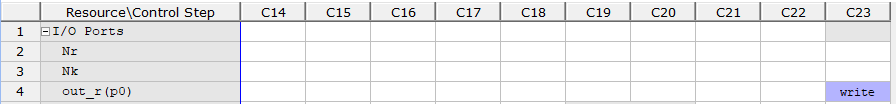 Resource\Control Step C14 C15 C16 C17 C18 C19 C20 C21 C22 C23
1 I/O Ports
2 Nr
3 Nk
4 out_r(p0) write